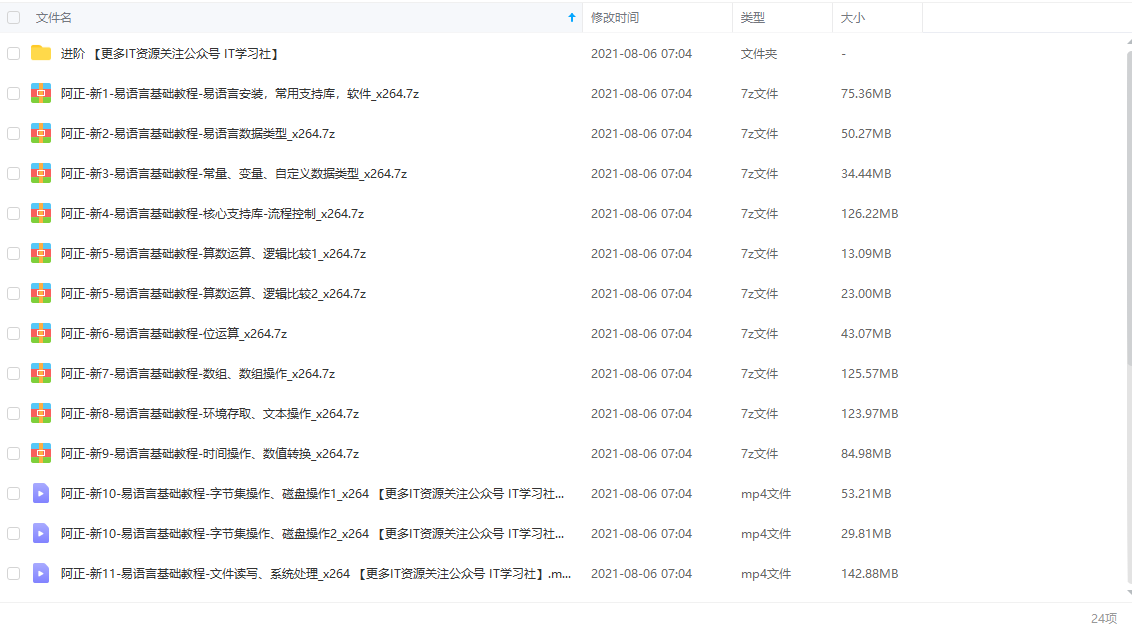 文件名 修改时间 类型 大小
进阶 【更多IT资源关注公众号 IT学习社】 2021-08-06 07:04 文件夹 -
阿正-新1-易语言基础教程-易语言安装，常用支持库，软件_x264.7z 2021-08-06 07:04 7z文件 75.36MB
阿正-新2-易语言基础教程-易语言数据类型_x264.7z 2021-08-06 07:04 7z文件 50.27MB
阿正-新3-易语言基础教程-常量、变量、自定义数据类型_x264.7z 2021-08-06 07:04 7z文件 34.44MB
阿正-新4-易语言基础教程-核心支持库-流程控制_x264.7z 2021-08-06 07:04 7z文件 126.22MB
阿正-新5-易语言基础教程-算数运算、逻辑比较1_x264.7z 2021-08-06 07:04 7z文件 13.09MB
阿正-新5-易语言基础教程-算数运算、逻辑比较2_x264.7z 2021-08-06 07:04 7z文件 23.00MB
阿正-新6-易语言基础教程-位运算_x264.7z 2021-08-06 07:04 7z文件 43.07MB
阿正-新7-易语言基础教程-数组、数组操作_x264.7z 2021-08-06 07:04 7z文件 125.57MB
阿正-新8-易语言基础教程-环境存取、文本操作_x264.7z 2021-08-06 07:04 7z文件 123.97MB
阿正-新9-易语言基础教程-时间操作、数值转换_x264.7z 2021-08-06 07:04 7z文件 84.98MB
阿正-新10-易语言基础教程-字节集操作、磁盘操作1_x264 【更多IT资源关注公众号 IT学习社... 2021-08-06 07:04 mp4文件 53.21MB
阿正-新10-易语言基础教程-字节集操作、磁盘操作2_x264 【更多IT资源关注公众号 IT学习社... 2021-08-06 07:04 mp4文件 29.81MB
阿正-新11-易语言基础教程-文件读写、系统处理_x264 【更多IT资源关注公众号 IT学习社】.m... 2021-08-06 07:04 mp4文件 142.88MB
24项